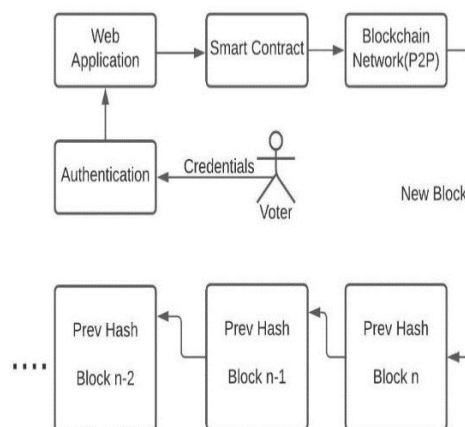 Web
Application
Smart Contract
Blockchain
Network(P2P)
Authentication
Credentials
Voter
New Block
Prev Hash
Block n-2
Prev Hash
Block n-1
Prev Hash
Block n
....